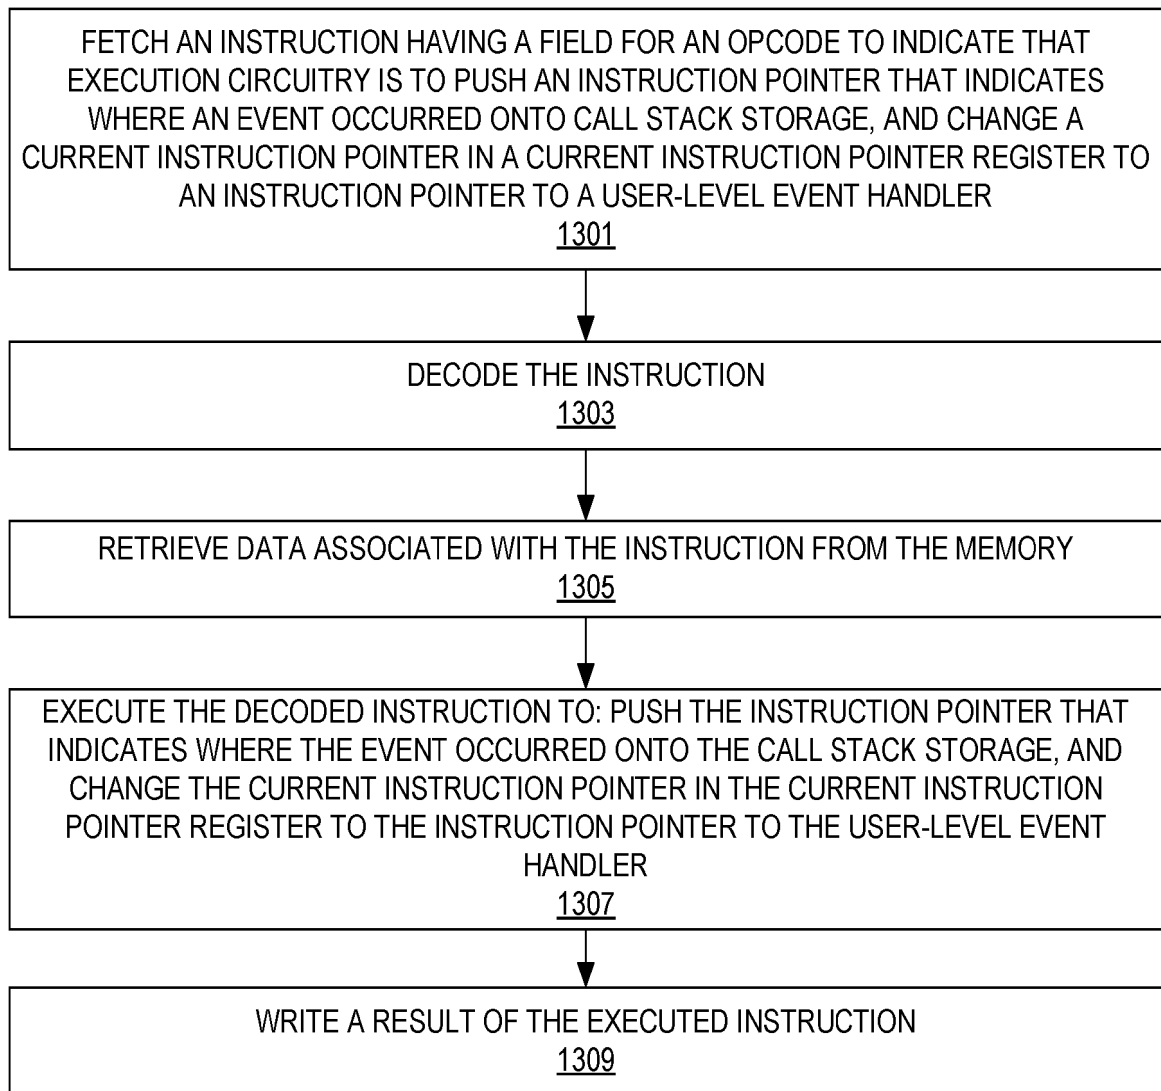 FETCH AN INSTRUCTION HAVING A FIELD FOR AN OPCODE TO INDICATE THAT
EXECUTION CIRCUITRY IS TO PUSH AN INSTRUCTION POINTER THAT INDICATES
WHERE AN EVENT OCCURRED ONTO CALL STACK STORAGE, AND CHANGE A
CURRENT INSTRUCTION POINTER IN A CURRENT INSTRUCTION POINTER REGISTER TO
AN INSTRUCTION POINTER TO A USER-LEVEL EVENT HANDLER
1301
DECODE THE INSTRUCTION
1303
RETRIEVE DATA ASSOCIATED WITH THE INSTRUCTION FROM THE MEMORY
1305
EXECUTE THE DECODED INSTRUCTION TO: PUSH THE INSTRUCTION POINTER THAT
INDICATES WHERE THE EVENT OCCURRED ONTO THE CALL STACK STORAGE, AND
CHANGE THE CURRENT INSTRUCTION POINTER IN THE CURRENT INSTRUCTION
POINTER REGISTER TO THE INSTRUCTION POINTER TO THE USER-LEVEL EVENT
HANDLER
1307
WRITE A RESULT OF THE EXECUTED INSTRUCTION
1309